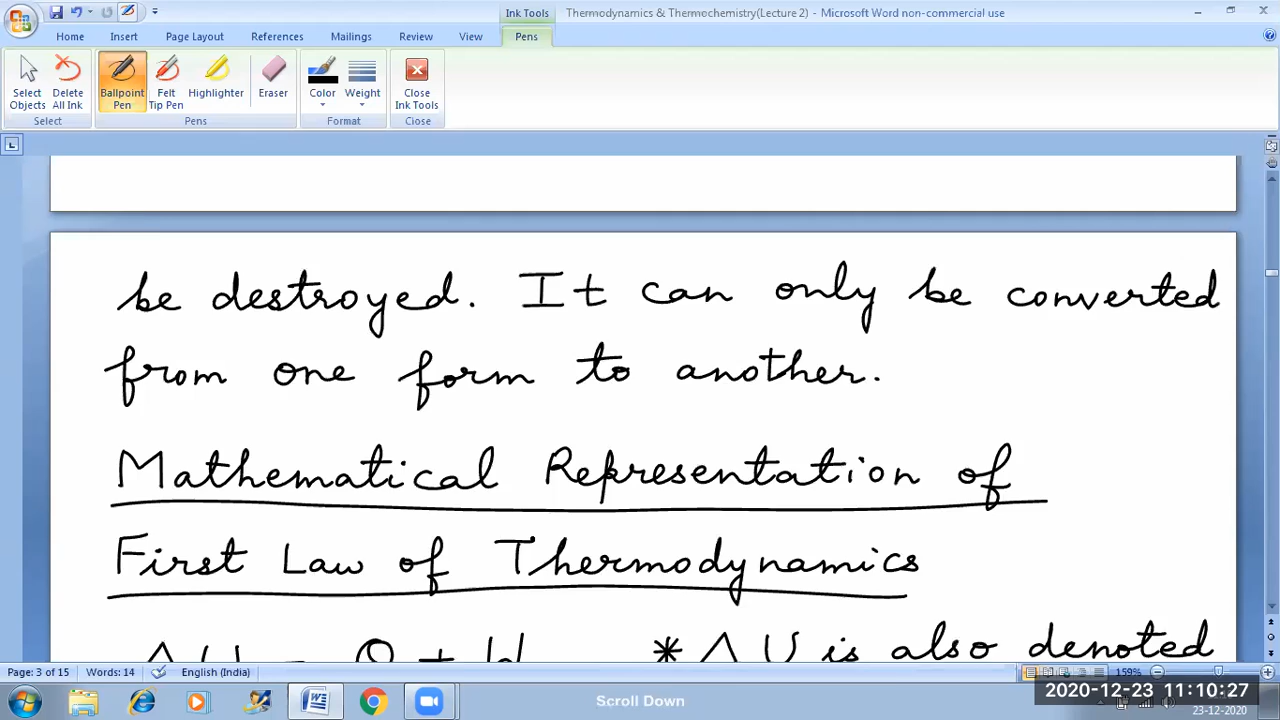 Ink Tools
Thermodynamics & Thermochemistry(Lecture 2) - Microsoft Word non-commercial use
Home Insert Page Layout References Mailings Review View Pens
Select Objects
Delete All Ink
Ballpoint Pen
Felt Tip Pen
Highlighter
Eraser
Color
Weight
Close Ink Tools
Select Pens Format Close
be destroyed. It can only be converted
from one form to another.
Mathematical Representation of
First Law of Thermodynamics
ΔU = Q + W * ΔU is also denoted
Page: 3 of 15 Words: 14 English (India) 159%
2020-12-23 11:10:27
Scroll Down
23-12-2020